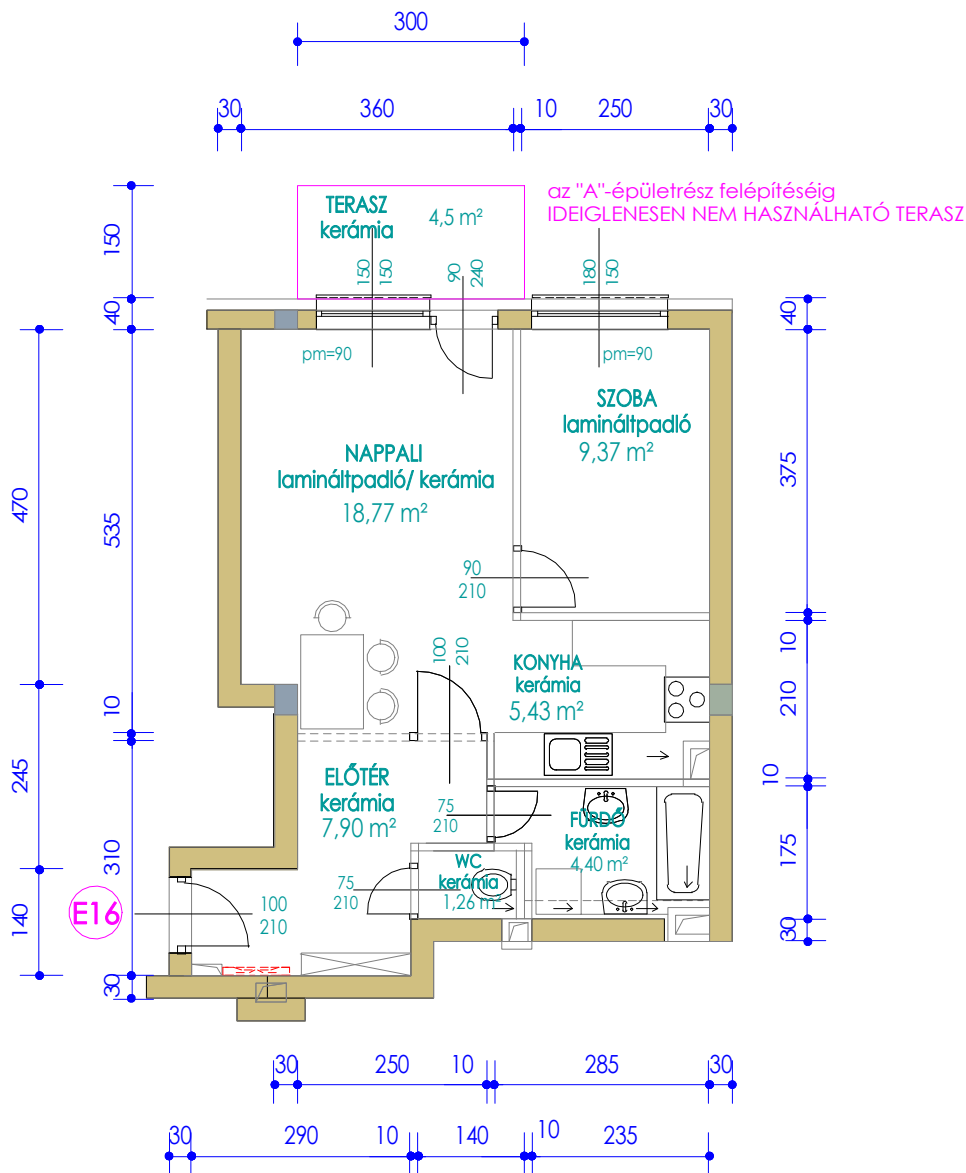 300
30
360
10
250
30
az "A"-épületrész felépítéséig
IDEIGLENESEN NEM HASZNÁLHATÓ TERASZ
TERASZ
kerámia
4,5 m²
150
40
150
150
90
240
180
150
40
pm=90
pm=90
SZOBA
lamináltpadló
9,37 m²
NAPPALI
lamináltpadló/ kerámia
18,77 m²
470
535
375
90
210
100
210
KONYHA
kerámia
5,43 m²
10
210
10
10
245
ELŐTÉR
kerámia
7,90 m²
75
210
FÜRDŐ
kerámia
4,40 m²
175
310
WC
kerámia
1,26 m²
75
210
E16
100
210
140
30
30
30
250
10
285
30
30
290
10
140
10
235